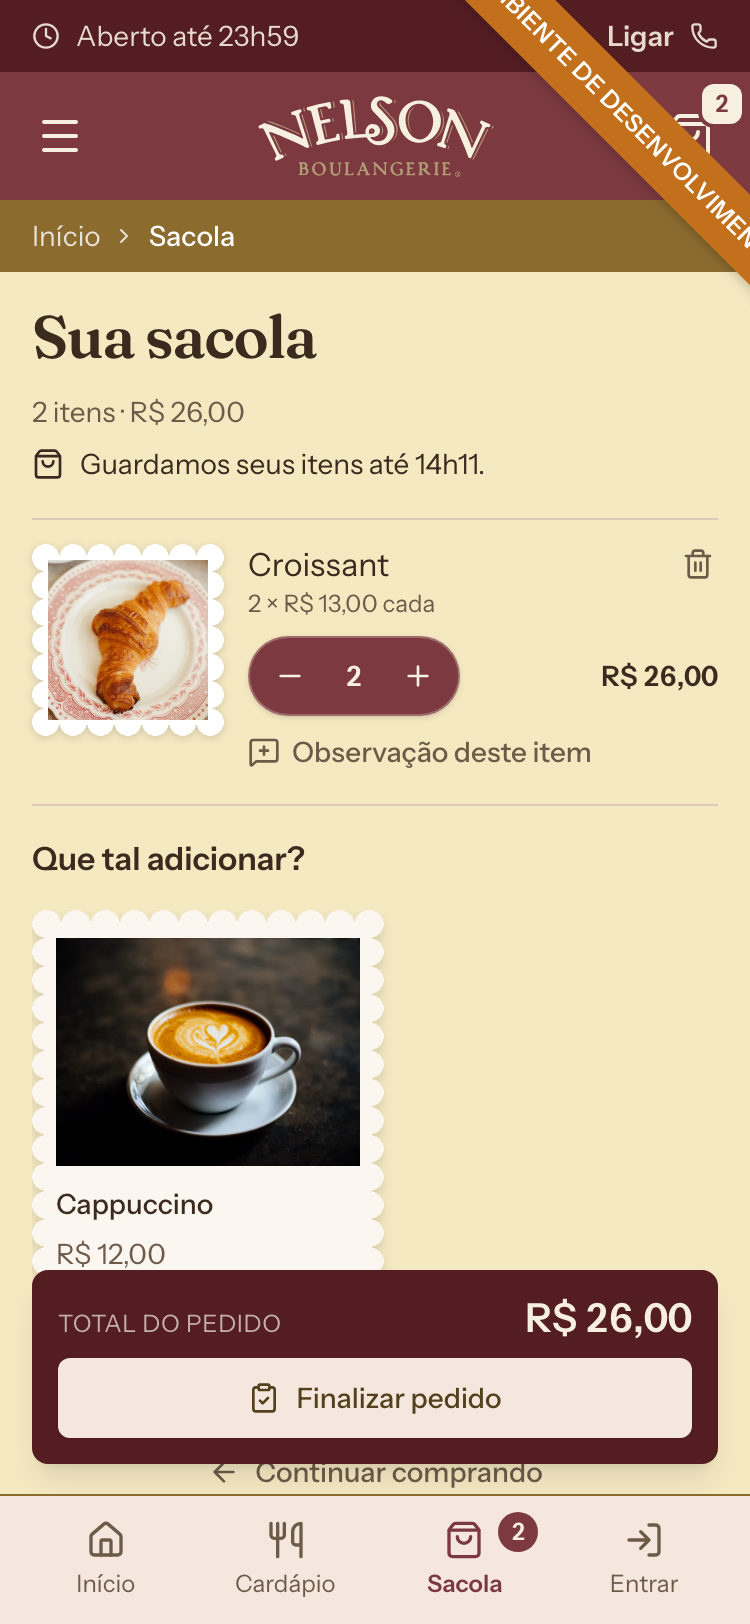 Aberto até 23h59
Ligar
NELSON
BOULANGERIE
2
Início > Sacola
Sua sacola
2 itens · R$ 26,00
Guardamos seus itens até 14h11.
Croissant
2 × R$ 13,00 cada
2
R$ 26,00
Observação deste item
Que tal adicionar?
Cappuccino
R$ 12,00
TOTAL DO PEDIDO
R$ 26,00
Finalizar pedido
Continuar comprando
2
Início
Cardápio
Sacola
Entrar
DE